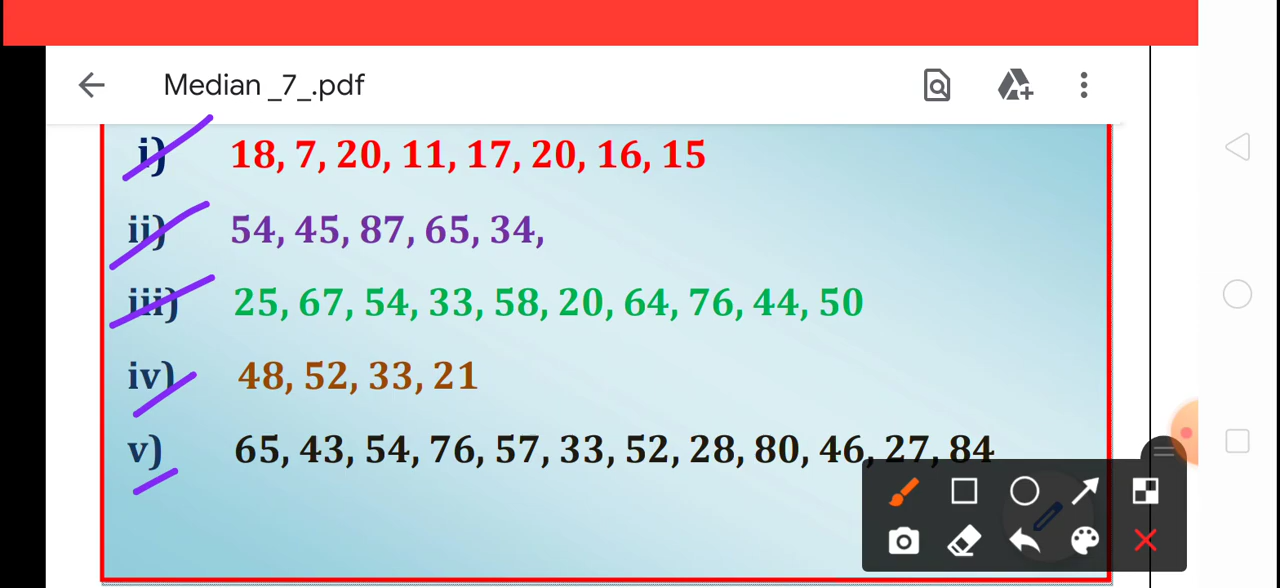 Median _7_.pdf
i) 18, 7, 20, 11, 17, 20, 16, 15
ii) 54, 45, 87, 65, 34,
iii) 25, 67, 54, 33, 58, 20, 64, 76, 44, 50
iv) 48, 52, 33, 21
v) 65, 43, 54, 76, 57, 33, 52, 28, 80, 46, 27, 84